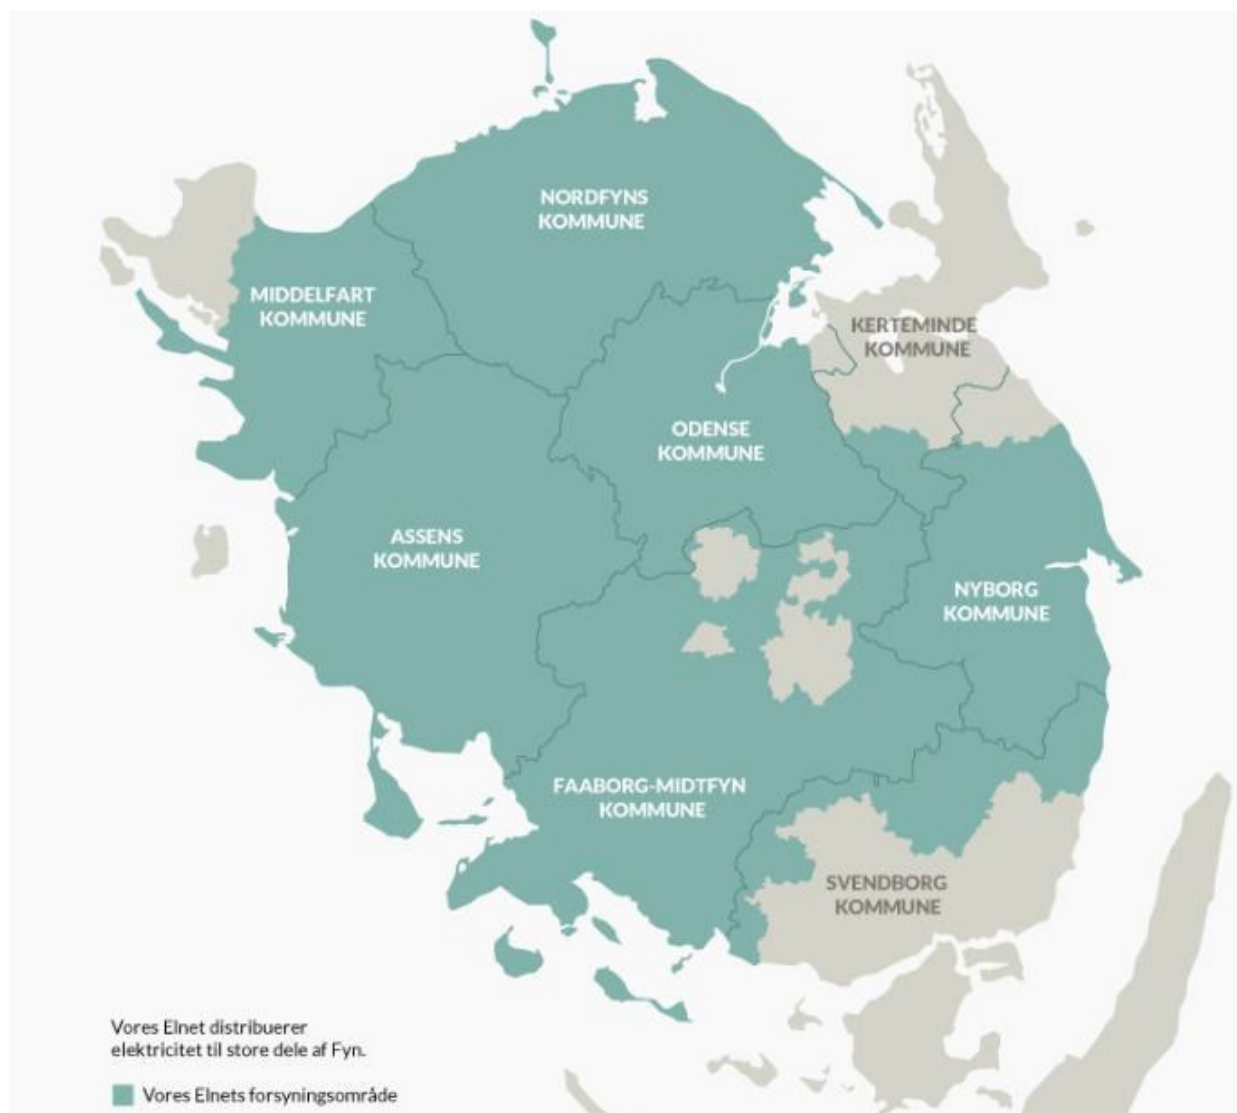 NORDFYNS
KOMMUNE
MIDDELFART
KOMMUNE
KERTEMINDE
KOMMUNE
ODENSE
KOMMUNE
ASSENS
KOMMUNE
NYBORG
KOMMUNE
FAABORG-MIDTFYN
KOMMUNE
SVENDBORG
KOMMUNE
Vores Elnet distribuerer
elektricitet til store dele af Fyn.
Vores Elnets forsyningsområde